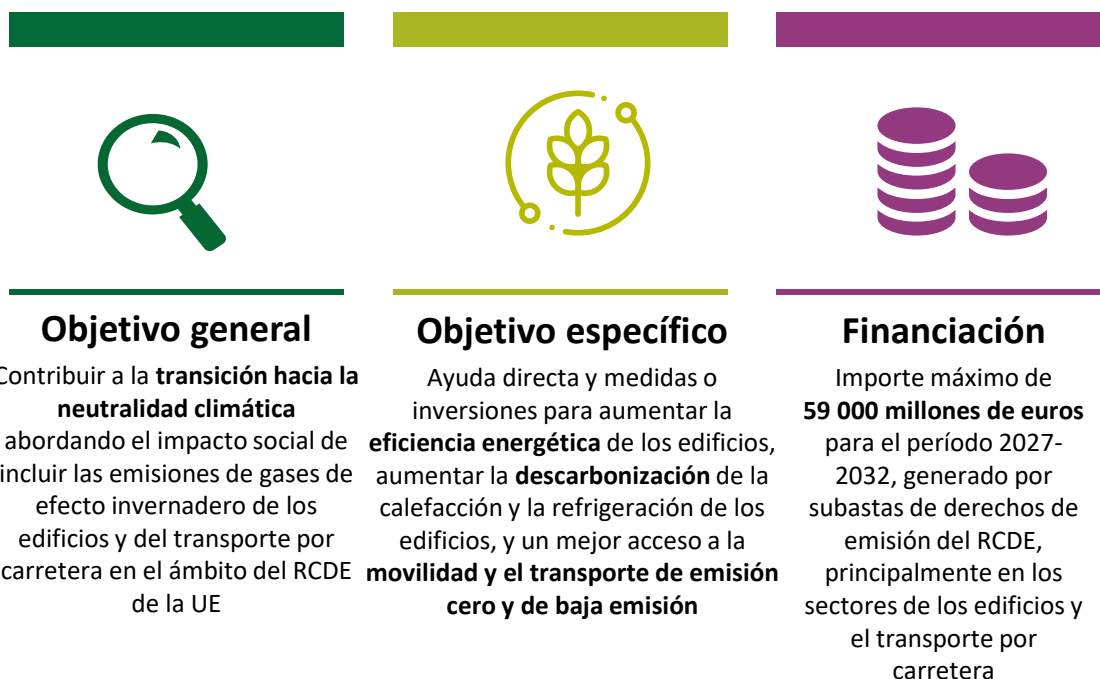 Objetivo general
Contribuir a la transición hacia la
neutralidad climática
abordando el impacto social de
incluir las emisiones de gases de
efecto invernadero de los
edificios y del transporte por
carretera en el ámbito del RCDE
de la UE
Objetivo específico
Ayuda directa y medidas o
inversiones para aumentar la
eficiencia energética de los edificios,
aumentar la descarbonización de la
calefacción y la refrigeración de los
edificios, y un mejor acceso a la
movilidad y el transporte de emisión
cero y de baja emisión
Financiación
Importe máximo de
59 000 millones de euros
para el período 2027-
2032, generado por
subastas de derechos de
emisión del RCDE,
principalmente en los
sectores de los edificios y
el transporte por
carretera